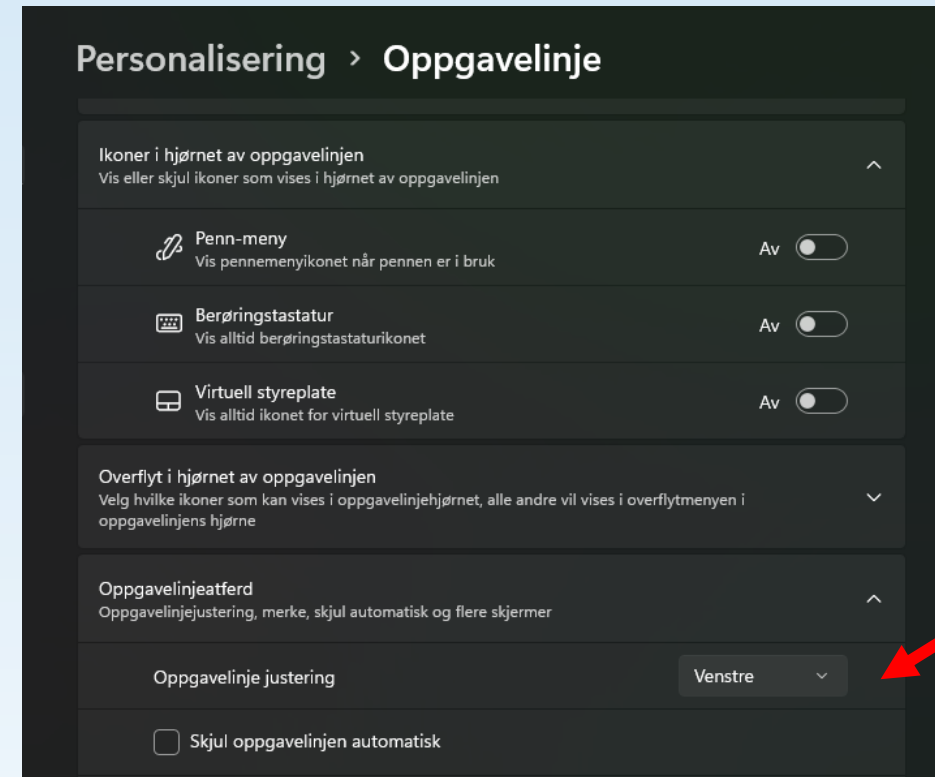 Personalisering > Oppgavelinje
Ikoner i hjørnet av oppgavelinjen
Vis eller skjul ikoner som vises i hjørnet av oppgavelinjen
Penn-meny
Vis pennemenyikonet når pennen er i bruk
Av
Berøringstastatur
Vis alltid berøringstastaturikonet
Av
Virtuell styreplate
Vis alltid ikonet for virtuell styreplate
Av
Overflyt i hjørnet av oppgavelinjen
Velg hvilke ikoner som kan vises i oppgavelinjehjørnet, alle andre vil vises i overflytmenyen i
oppgavelinjens hjørne
Oppgavelinjeatferd
Oppgavelinjejustering, merke, skjul automatisk og flere skjermer
Oppgavelinje justering
Venstre
Skjul oppgavelinjen automatisk